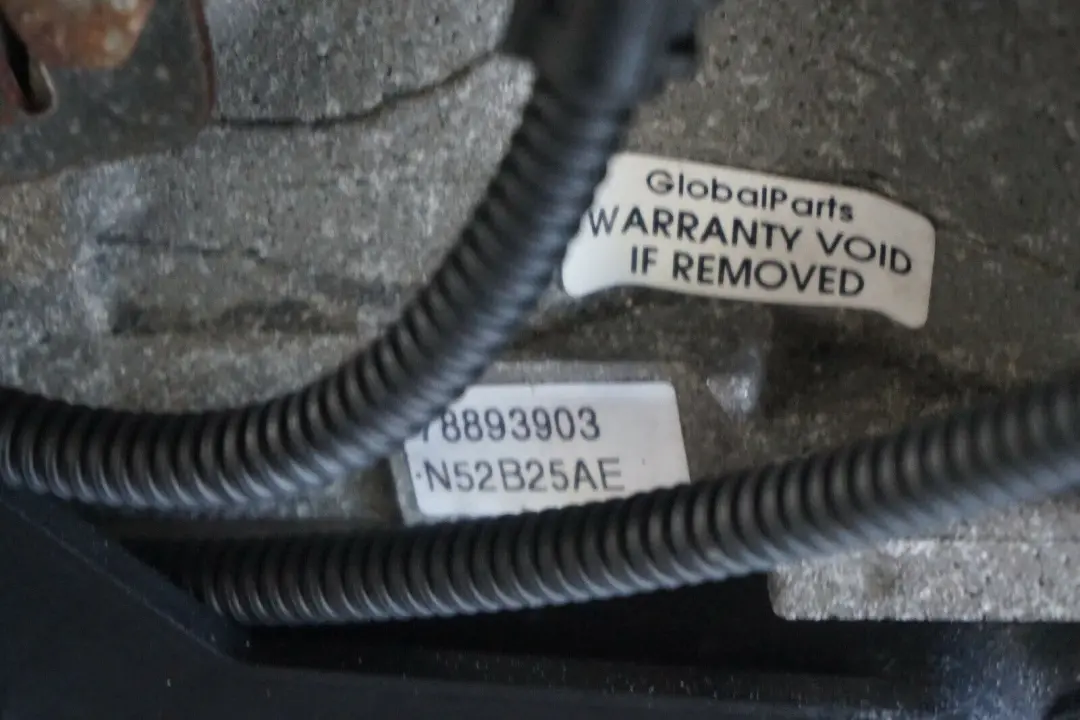 GlobalParts
WARRANTY VOID
IF REMOVED
78893903
-N52B25AE